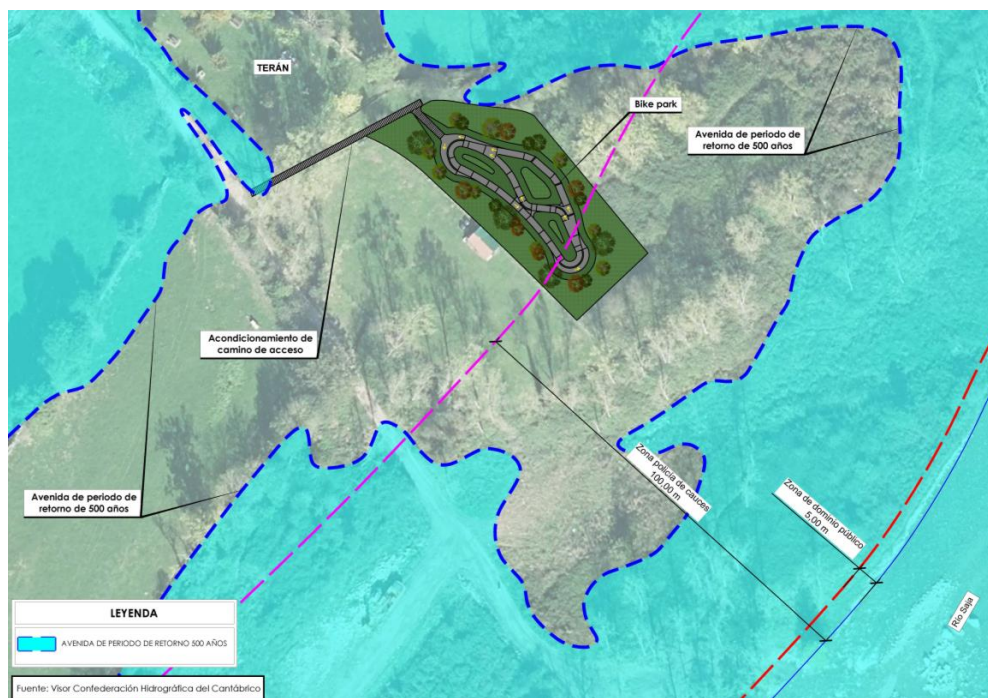 TERÁN
Bike park
Avenida de periodo de
retorno de 500 años
Acondicionamiento de
camino de acceso
Zona policía de cauces
100,00 m
Zona de dominio público
5,00 m
Avenida de periodo de
retorno de 500 años
Río Saja
LEYENDA
AVENIDA DE PERIODO DE RETORNO 500 AÑOS
Fuente: Visor Confederación Hidrográfica del Cantábrico